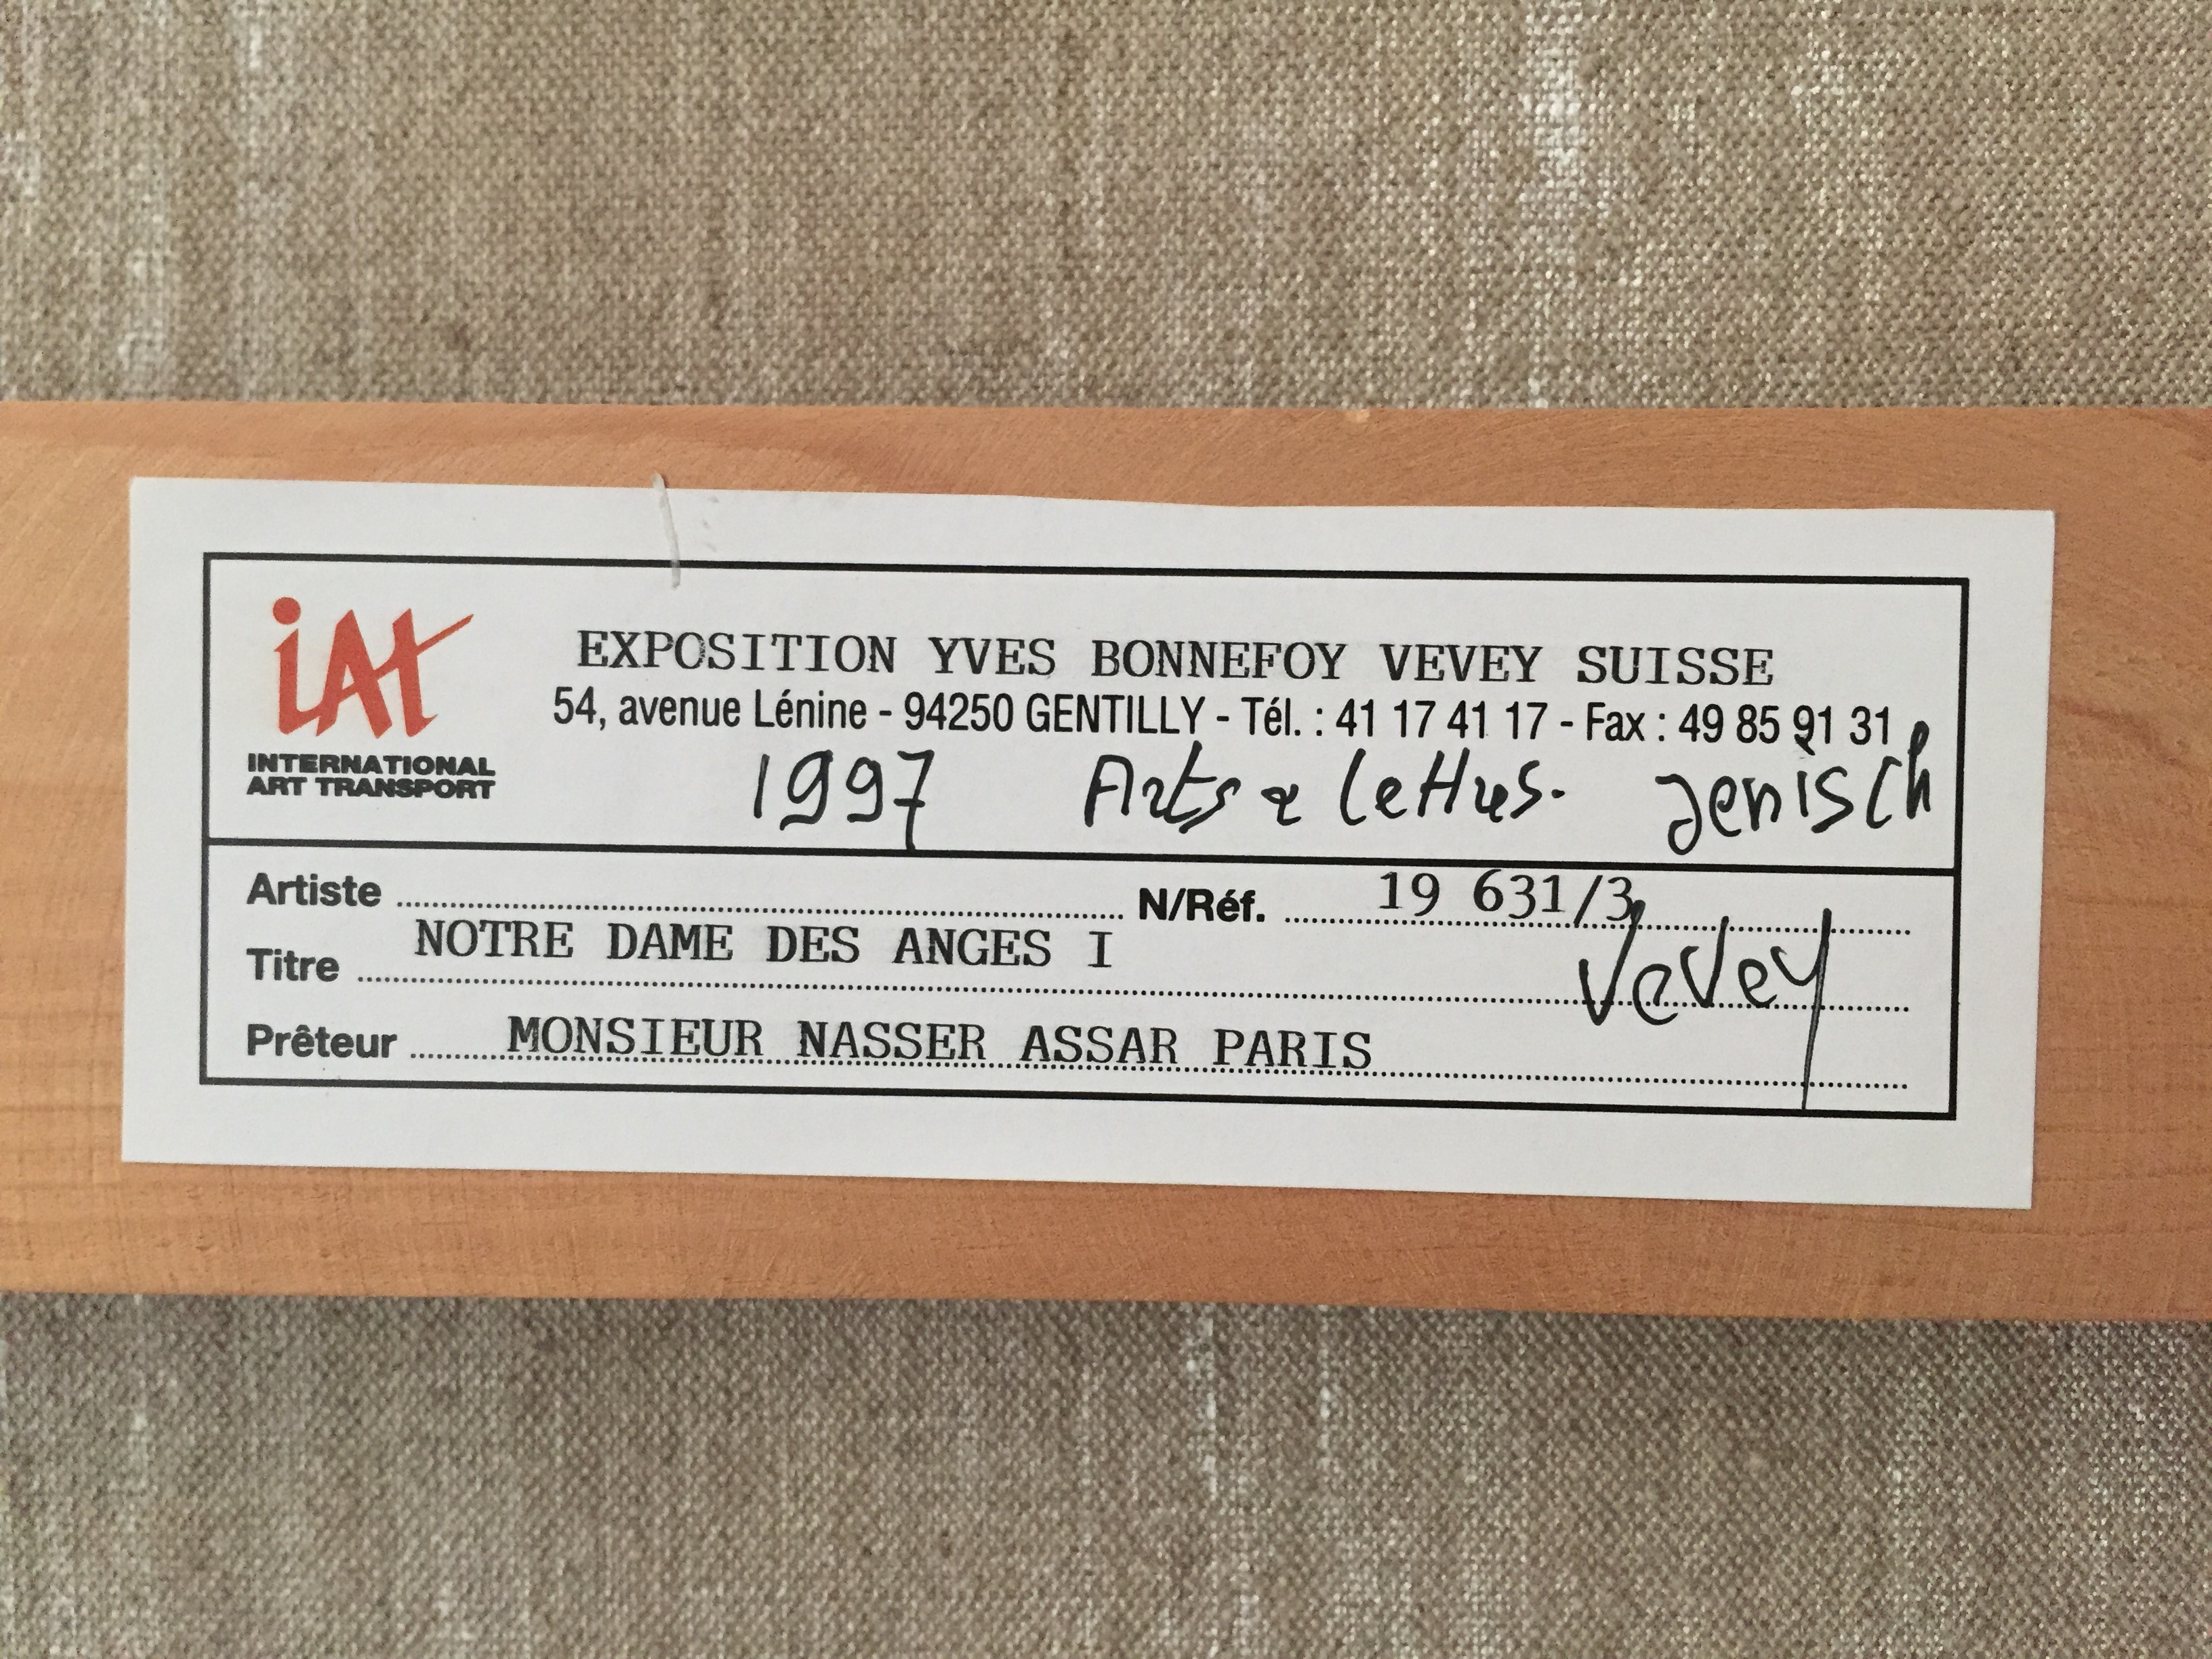 iAt
INTERNATIONAL
ART TRANSPORT
EXPOSITION YVES BONNEFOY VEVEY SUISSE
54, avenue Lénine - 94250 GENTILLY - Tél. : 41 17 41 17 - Fax : 49 85 91 31
1997 Arts & Lettres. Jenisch
Artiste N/Réf. 19 631/3
Titre NOTRE DAME DES ANGES I
Vevey
Prêteur MONSIEUR NASSER ASSAR PARIS